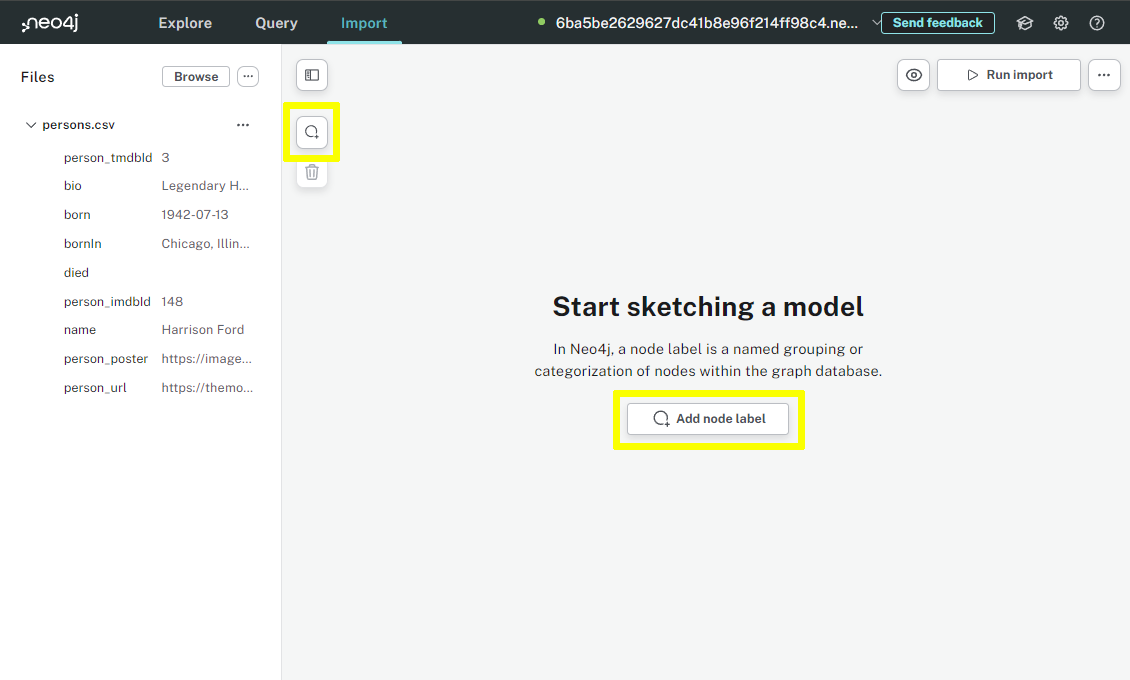 neo4j Explore Query Import 6ba5be2629627dc41b8e96f214ff98c4.ne... Send feedback
Files Browse
Run import
persons.csv
person_tmdbId 3
bio Legendary H...
born 1942-07-13
bornIn Chicago, Illin...
died
person_imdbId 148
name Harrison Ford
person_poster https://image...
person_url https://themo...
Start sketching a model
In Neo4j, a node label is a named grouping or
categorization of nodes within the graph database.
Add node label